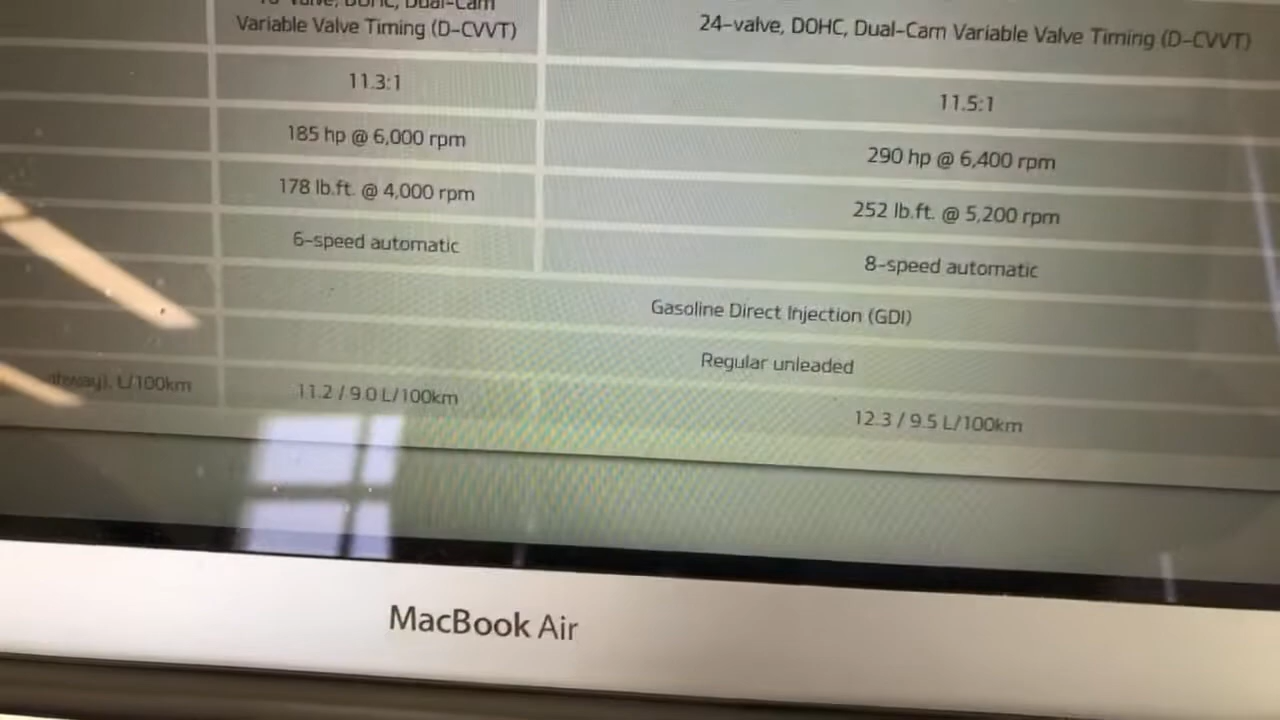 Dual-Cam
Variable Valve Timing (D-CVVT)
24-valve, DOHC, Dual-Cam Variable Valve Timing (D-CVVT)
11.3:1
11.5:1
185 hp @ 6,000 rpm
290 hp @ 6,400 rpm
178 lb.ft. @ 4,000 rpm
252 lb.ft. @ 5,200 rpm
6-speed automatic
8-speed automatic
Gasoline Direct Injection (GDI)
Regular unleaded
L/100km
11.2 / 9.0 L/100km
12.3 / 9.5 L/100km
MacBook Air